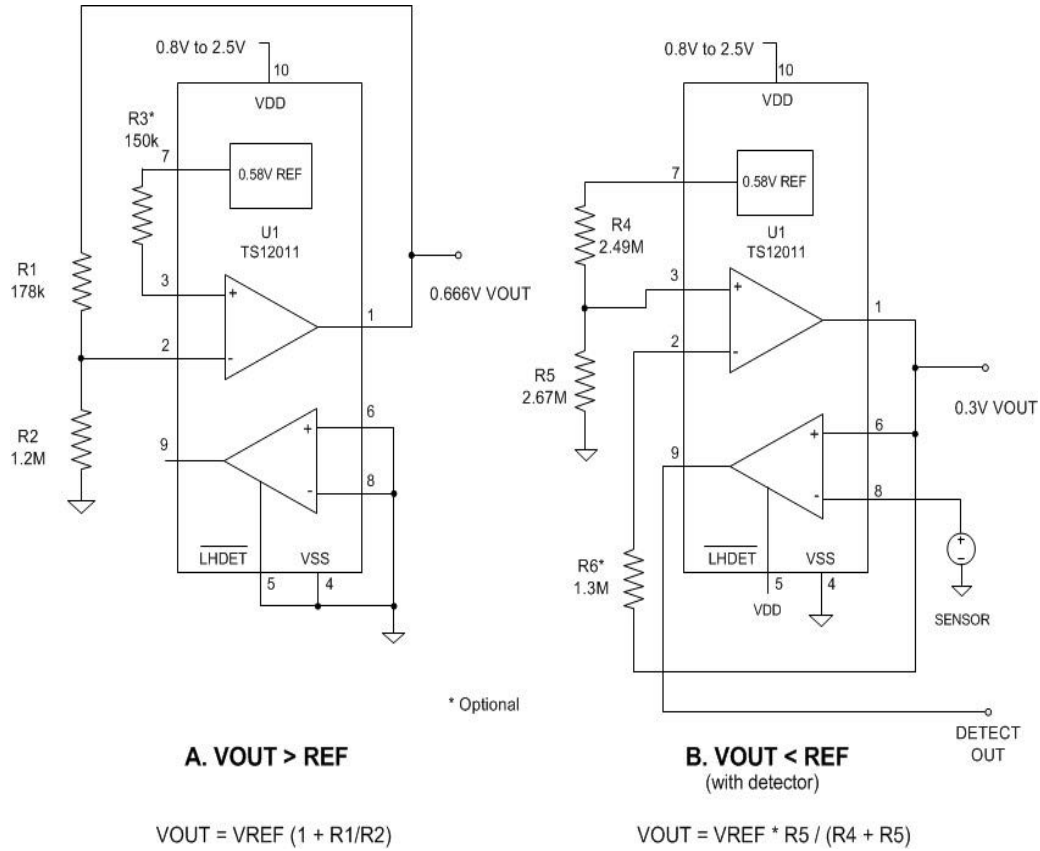 0.8V to 2.5V
10
VDD
R3*
150k
7
0.58V REF
U1
TS12011
R1
178k
3
+
0.666V VOUT
1
2
-
R2
1.2M
6
+
9
8
-
LHDET
VSS
5
4
0.8V to 2.5V
10
VDD
7
0.58V REF
R4
2.49M
U1
TS12011
3
+
1
2
-
R5
2.67M
0.3V VOUT
6
+
9
8
-
LHDET
VSS
R6*
1.3M
5
4
VDD
+
-
SENSOR
* Optional
DETECT
OUT
A. VOUT > REF
B. VOUT < REF
(with detector)
VOUT = VREF (1 + R1/R2)
VOUT = VREF * R5 / (R4 + R5)